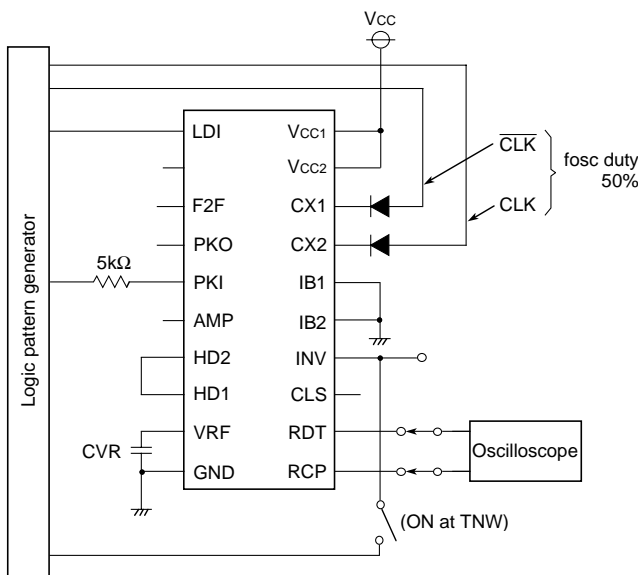 VCC
Logic pattern generator
LDI
VCC1
VCC2
F2F
CX1
PKO
CX2
5kΩ
PKI
IB1
AMP
IB2
HD2
INV
HD1
CLS
CVR
VRF
RDT
GND
RCP
CLK
CLK
fosc duty
50%
Oscilloscope
(ON at TNW)